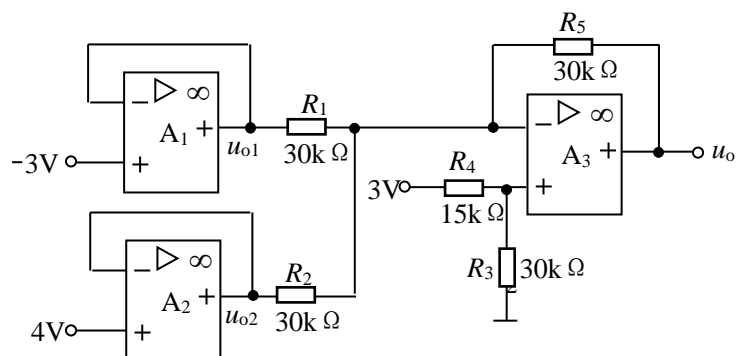 R5
30kΩ
− ▷ ∞
A1 +
+
−3V
uo1
R1
30kΩ
− ▷ ∞
A3 +
+
uo
R4
3V
15kΩ
R3
30kΩ
− ▷ ∞
A2 +
+
4V
uo2
R2
30kΩ